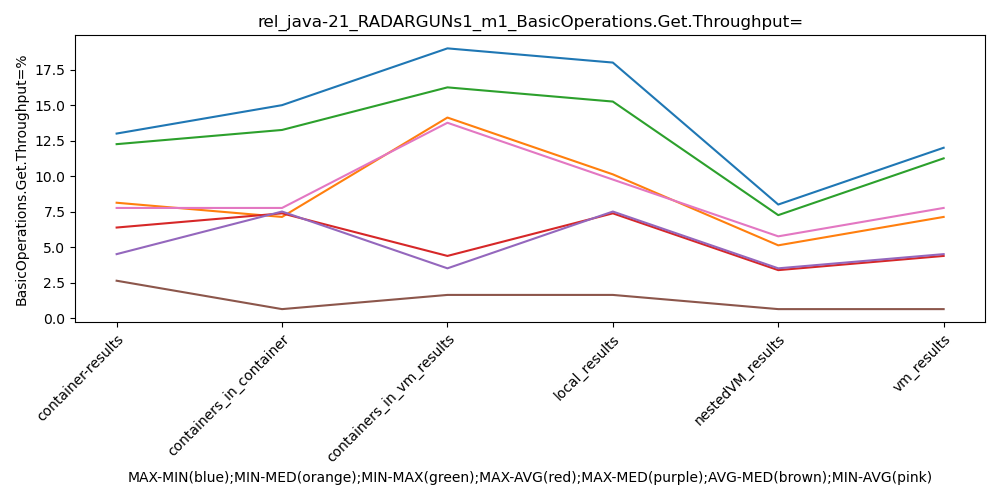 rel_java-21_RADARGUNs1_m1_BasicOperations.Get.Throughput=
BasicOperations.Get.Throughput=%
17.5
15.0
12.5
10.0
7.5
5.0
2.5
0.0
container-results
containers_in_container
containers_in_vm_results
local_results
nestedVM_results
vm_results
MAX-MIN(blue);MIN-MED(orange);MIN-MAX(green);MAX-AVG(red);MAX-MED(purple);AVG-MED(brown);MIN-AVG(pink)